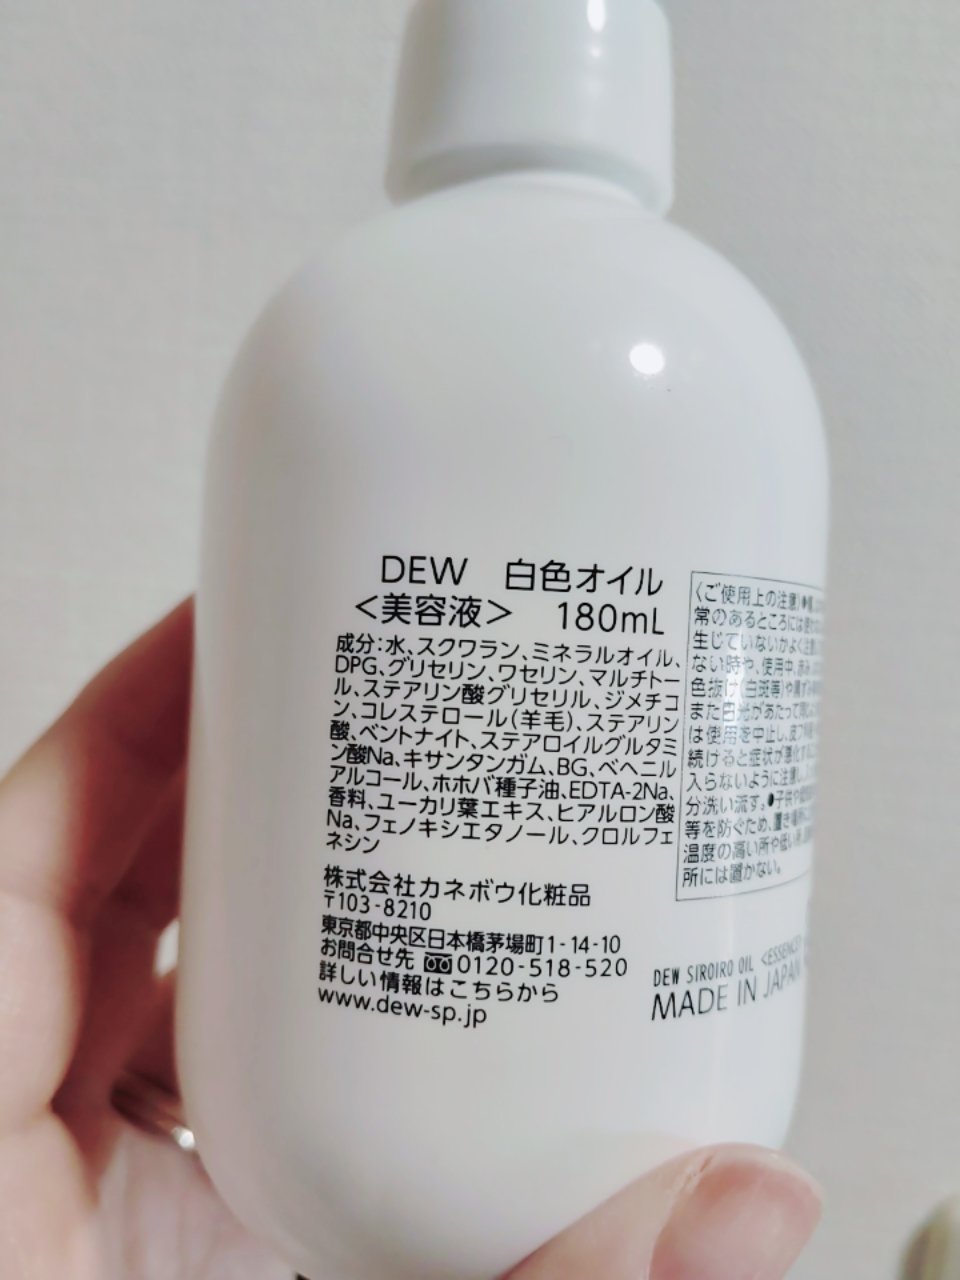 DEW 白色オイル
<美容液> 180mL
成分:水、スクワラン、ミネラルオイル、
DPG、グリセリン、ワセリン、マルチトー
ル、ステアリン酸グリセリル、ジメチコ
ン、コレステロール(羊毛)、ステアリン
酸、ベントナイト、ステアロイルグルタミ
ン酸Na、キサンタンガム、BG、ベヘニル
アルコール、ホホバ種子油、EDTA-2Na、
香料、ユーカリ葉エキス、ヒアルロン酸
Na、フェノキシエタノール、クロルフェ
ネシン
株式会社カネボウ化粧品
〒103-8210
東京都中央区日本橋茅場町1-14-10
お問合せ先 0120-518-520
詳しい情報はこちらから
www.dew-sp.jp
〈ご使用上の注意〉
常のあるところには
生じていないかよく
ない時や、使用中、
色抜け(白斑等)や
また日光があたって
は使用を中止し、
続けると症状が悪化
入らないように注意し、
分洗い流す。●子供や
等を防ぐため、置き場所
温度の高い所や低い所、
所には置かない。
DEW SIROIRO OIL <ESSENCE>
MADE IN JAPAN